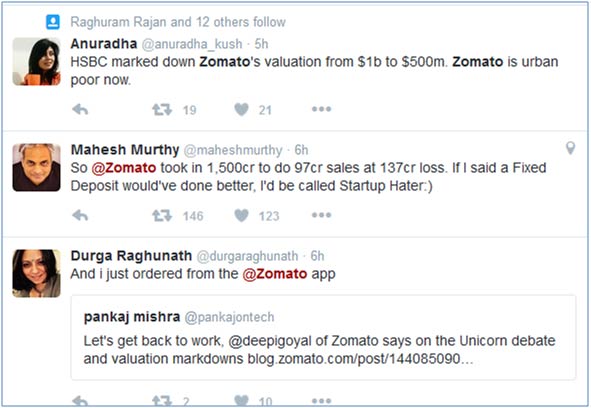 Raghuram Rajan and 12 others follow
Anuradha @anuradha_kush · 5h
HSBC marked down Zomato's valuation from $1b to $500m. Zomato is urban
poor now.
19 21
Mahesh Murthy @maheshmurthy · 6h
So @Zomato took in 1,500cr to do 97cr sales at 137cr loss. If I said a Fixed
Deposit would've done better, I'd be called Startup Hater:)
146 123
Durga Raghunath @durgaraghunath · 6h
And i just ordered from the @Zomato app
pankaj mishra @pankajontech
Let's get back to work, @deepigoyal of Zomato says on the Unicorn debate
and valuation markdowns blog.zomato.com/post/144085090…
2 10